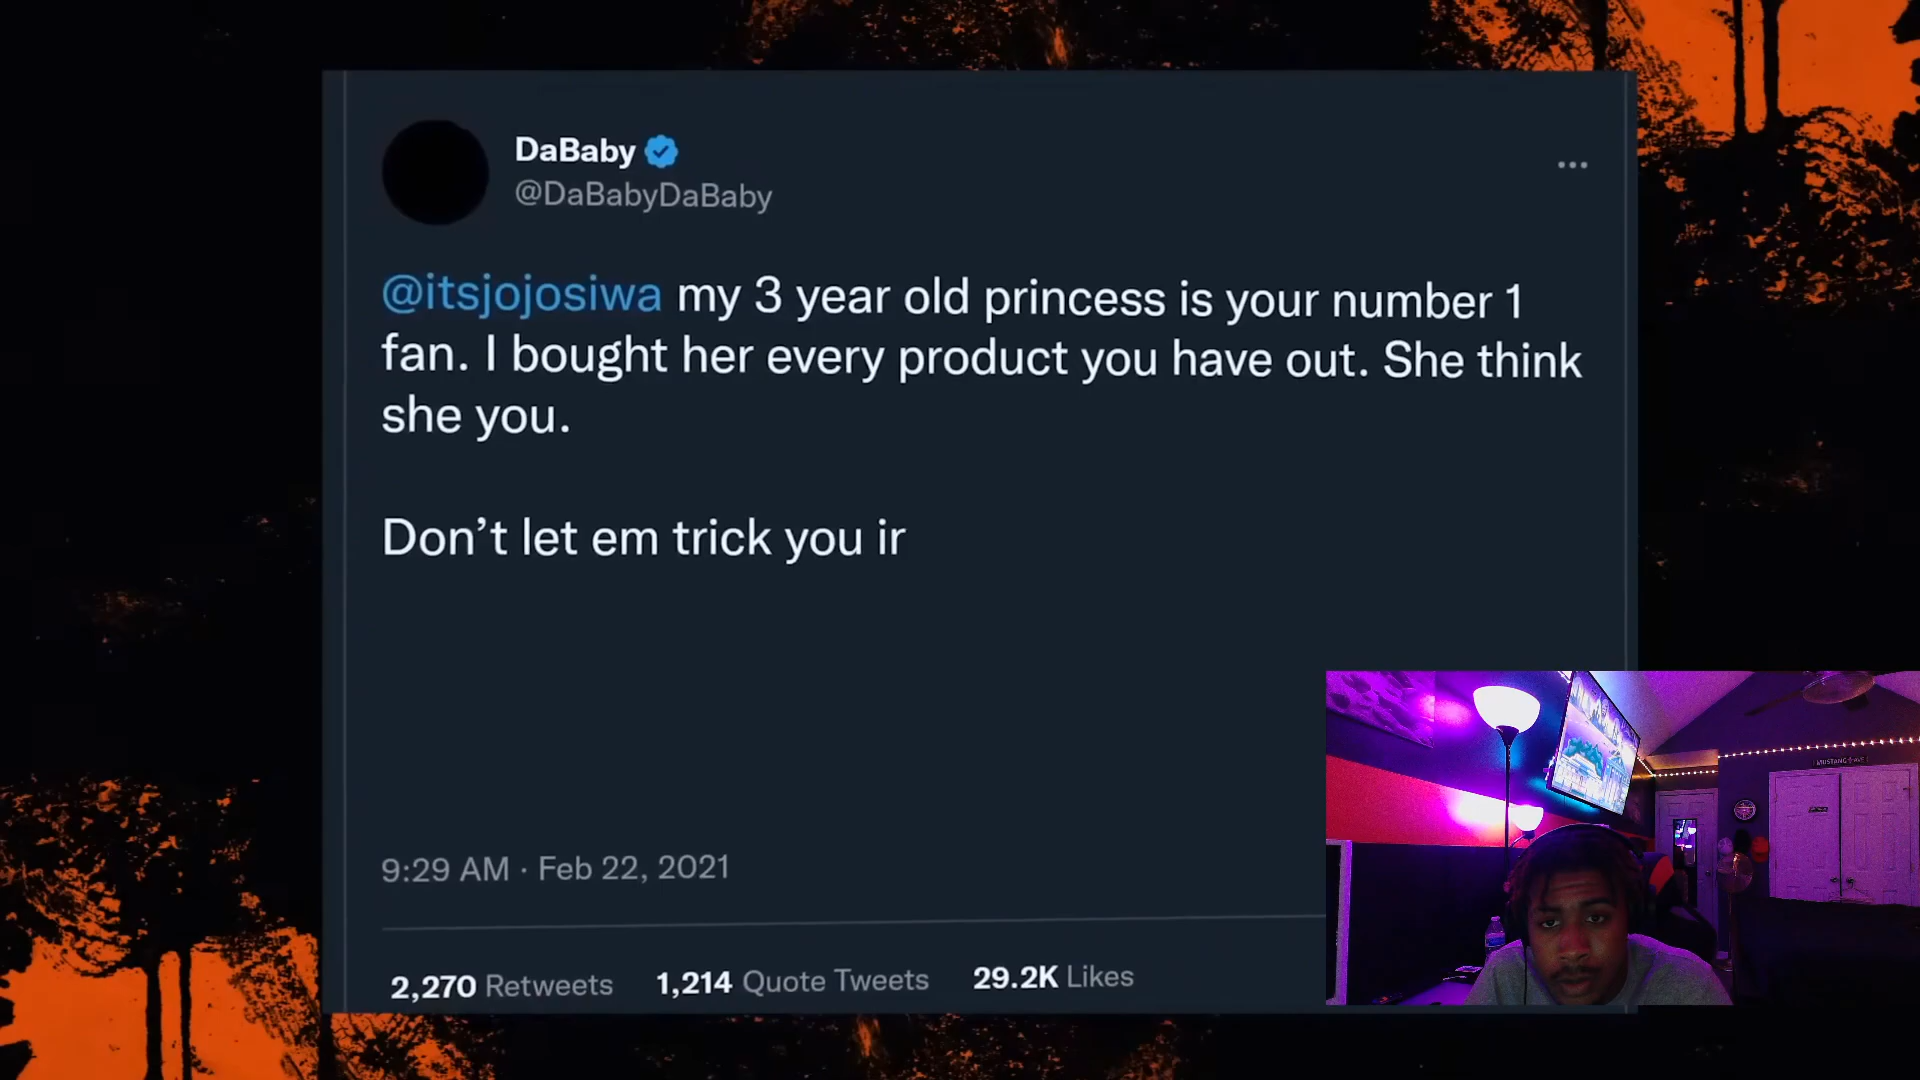 DaBaby
@DaBabyDaBaby
@itsjojosiwa my 3 year old princess is your number 1
fan. I bought her every product you have out. She think
she you.
Don’t let em trick you ir
9:29 AM · Feb 22, 2021
2,270 Retweets 1,214 Quote Tweets 29.2K Likes
MUSTANG AVE